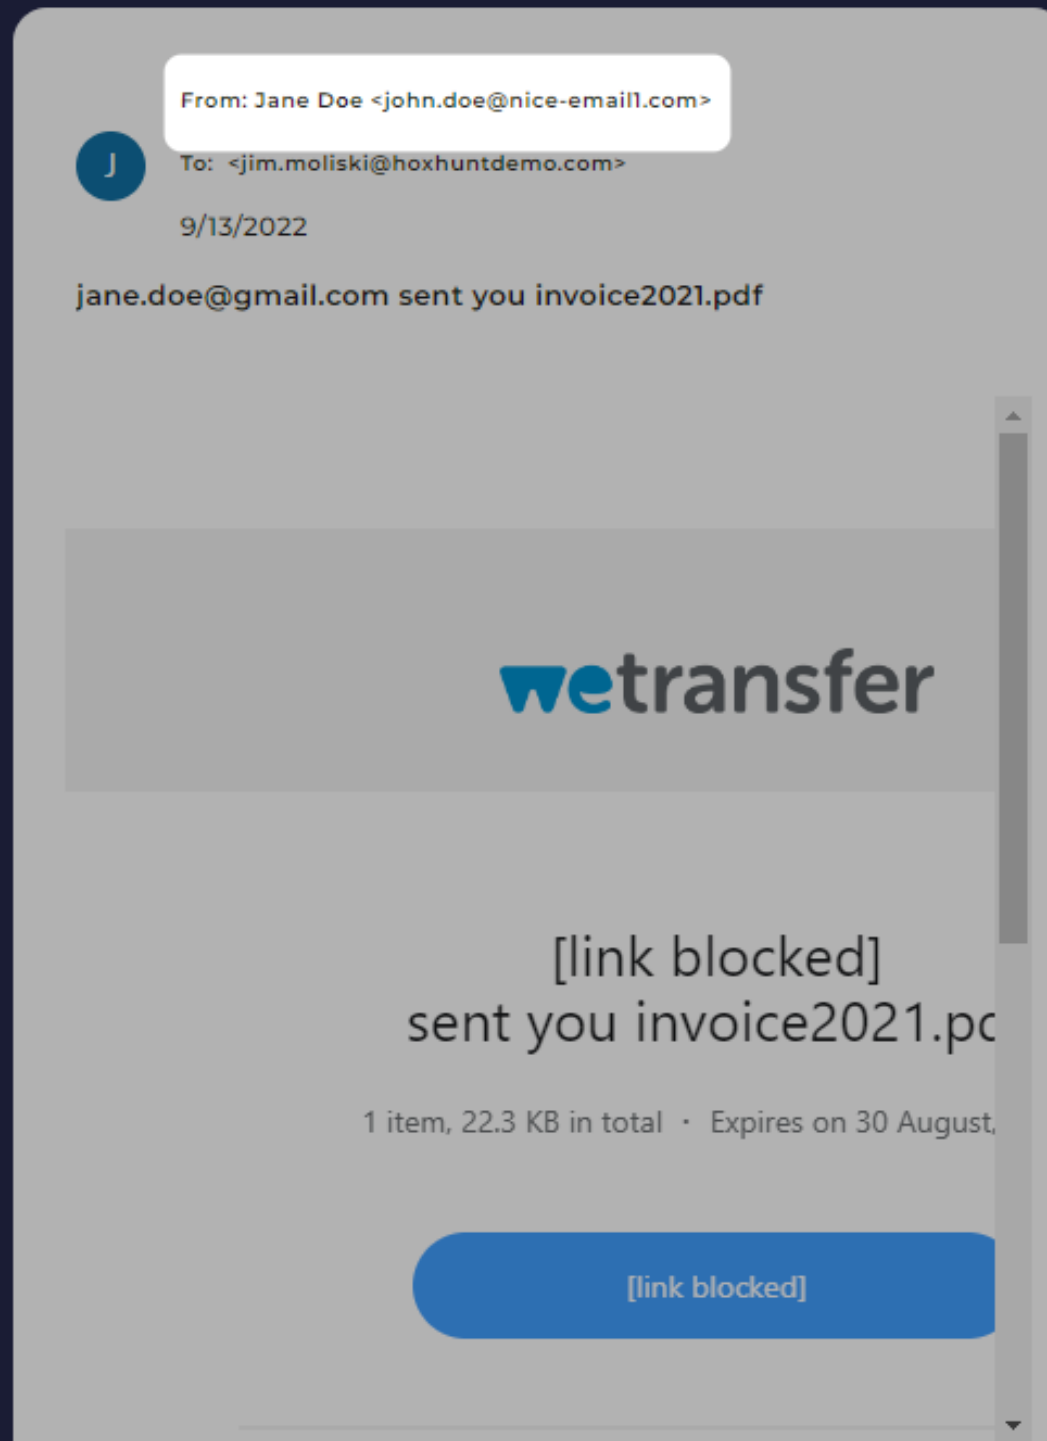 From: Jane Doe <john.doe@nice-email1.com>
J
To: <jim.moliski@hoxhuntdemo.com>
9/13/2022
jane.doe@gmail.com sent you invoice2021.pdf
wetransfer
[link blocked]
sent you invoice2021.pd
1 item, 22.3 KB in total · Expires on 30 August,
[link blocked]